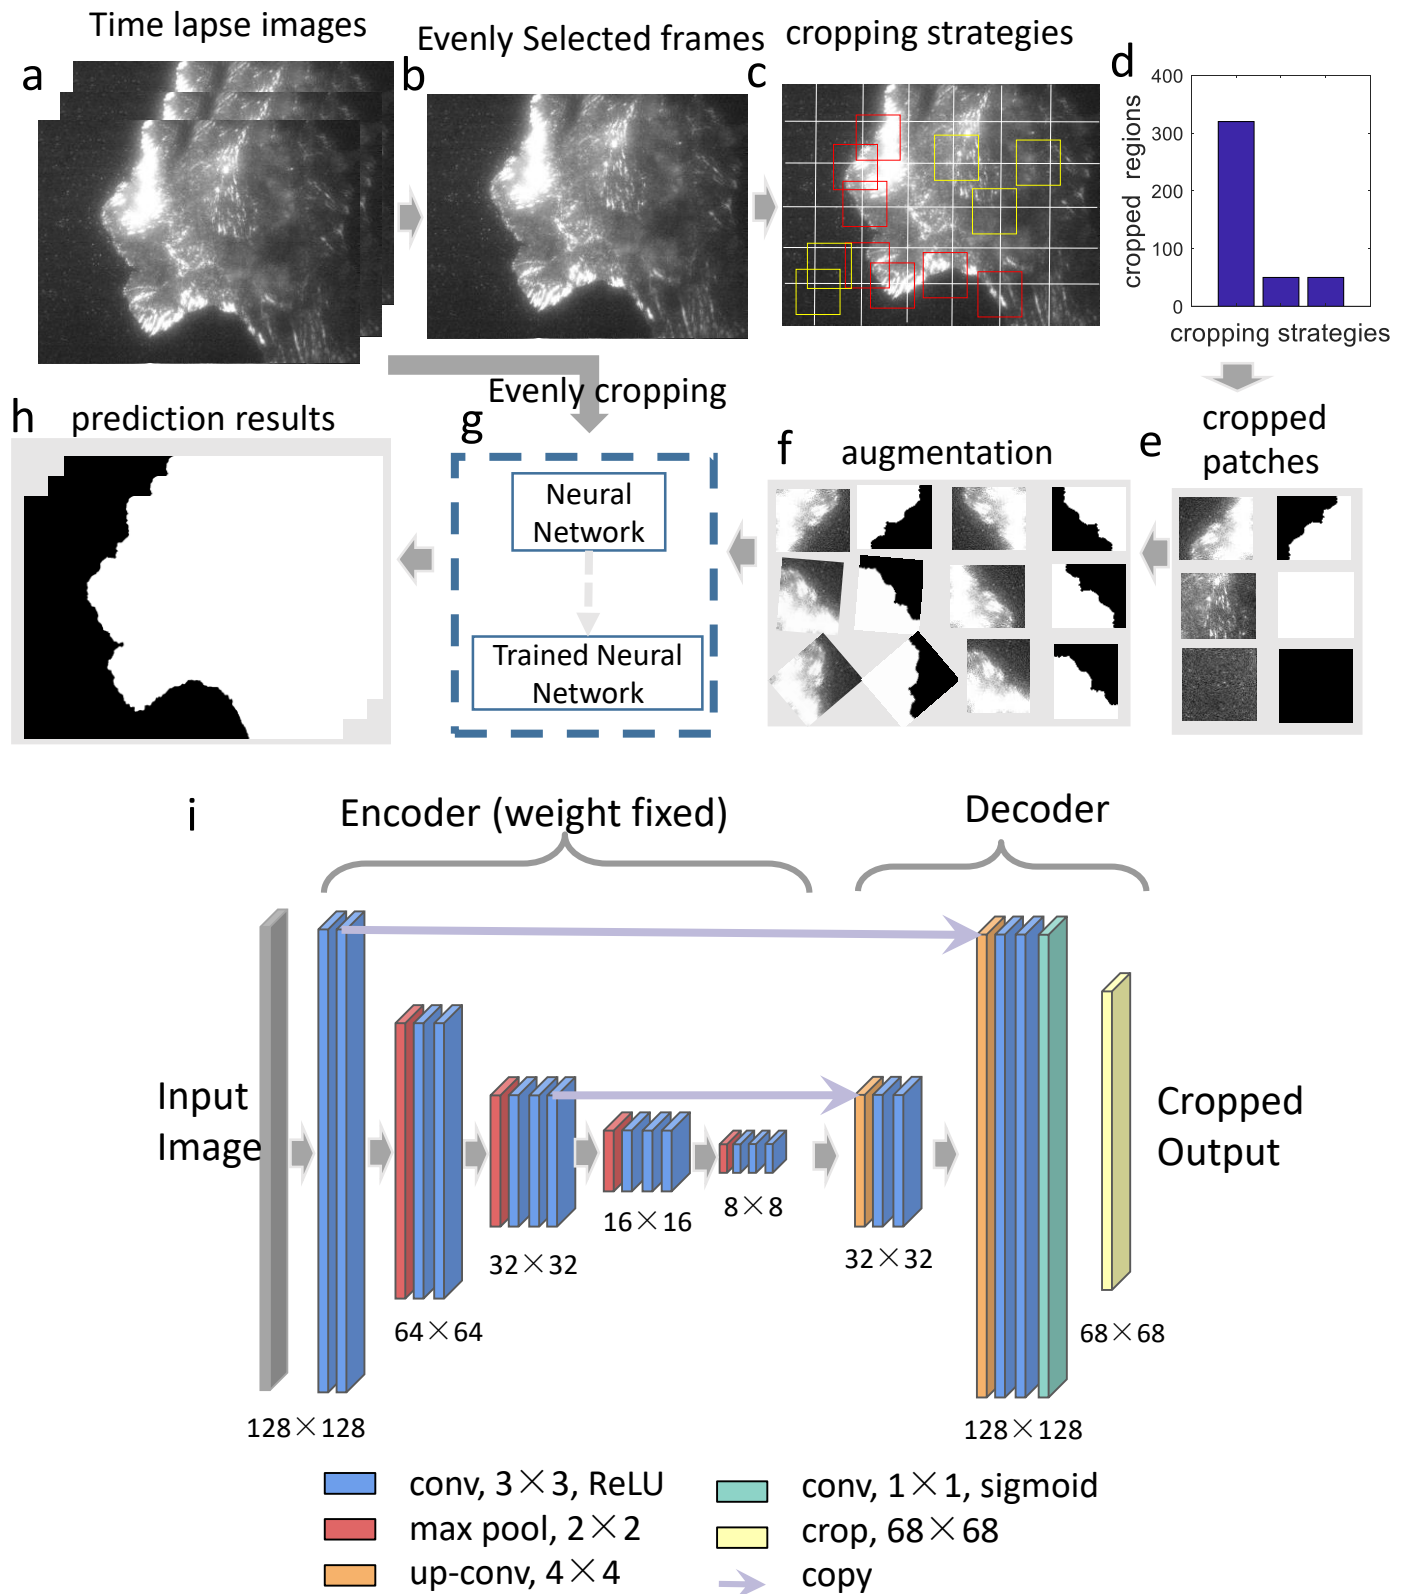 Time lapse images
Evenly Selected frames
cropping strategies
a
b
c
d
400
300
200
100
0
cropped regions
cropping strategies
Evenly cropping
h
prediction results
g
Neural
Network
Trained Neural
Network
f
augmentation
e
cropped
patches
i
Encoder (weight fixed)
Decoder
Input
Image
128×128
64×64
32×32
16×16
8×8
32×32
128×128
68×68
Cropped
Output
conv, 3×3, ReLU
max pool, 2×2
up-conv, 4×4
conv, 1×1, sigmoid
crop, 68×68
copy